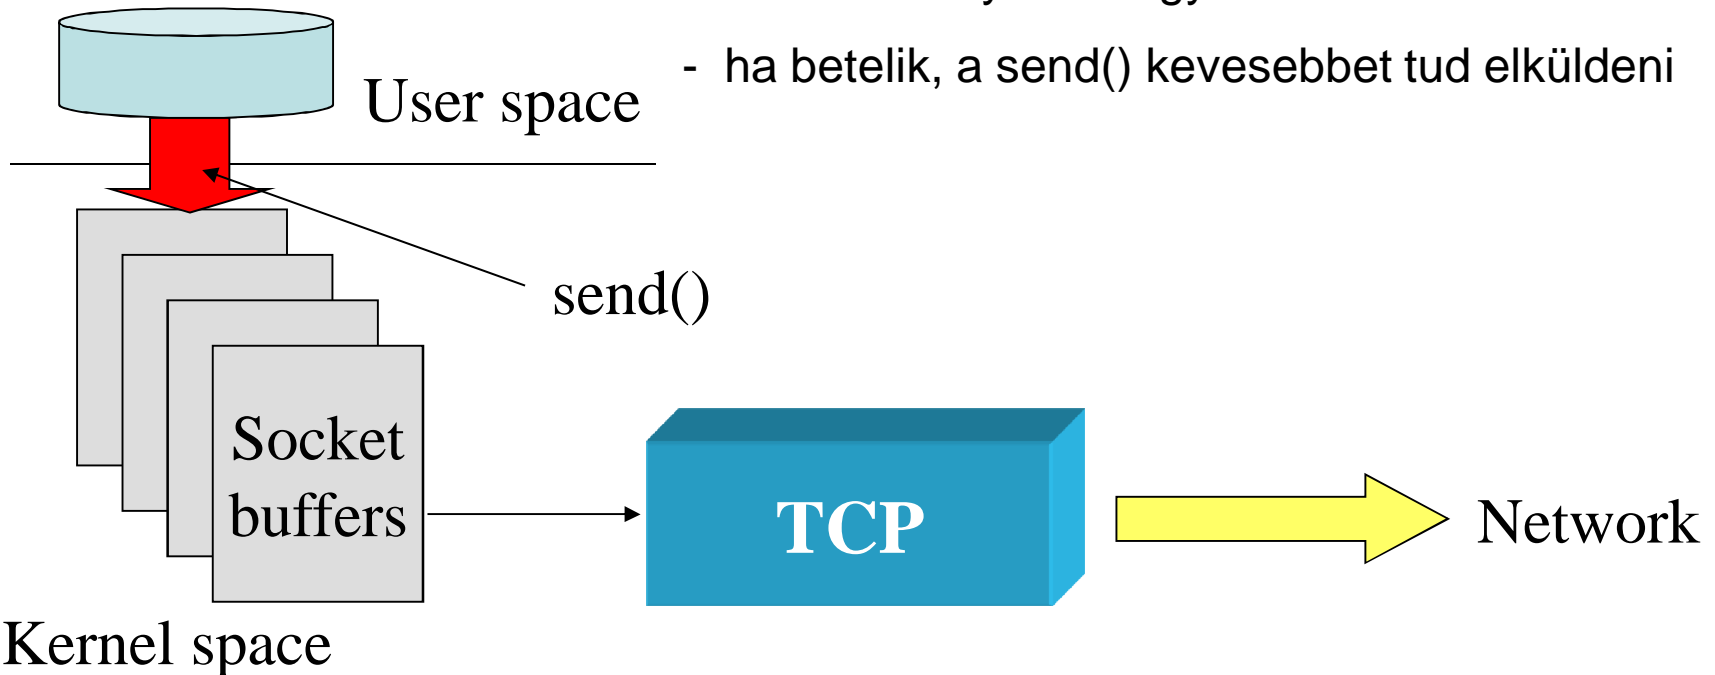 - ha betelik, a send() kevesebbet tud elküldeni
User space
send()
Socket
buffers
TCP
Network
Kernel space